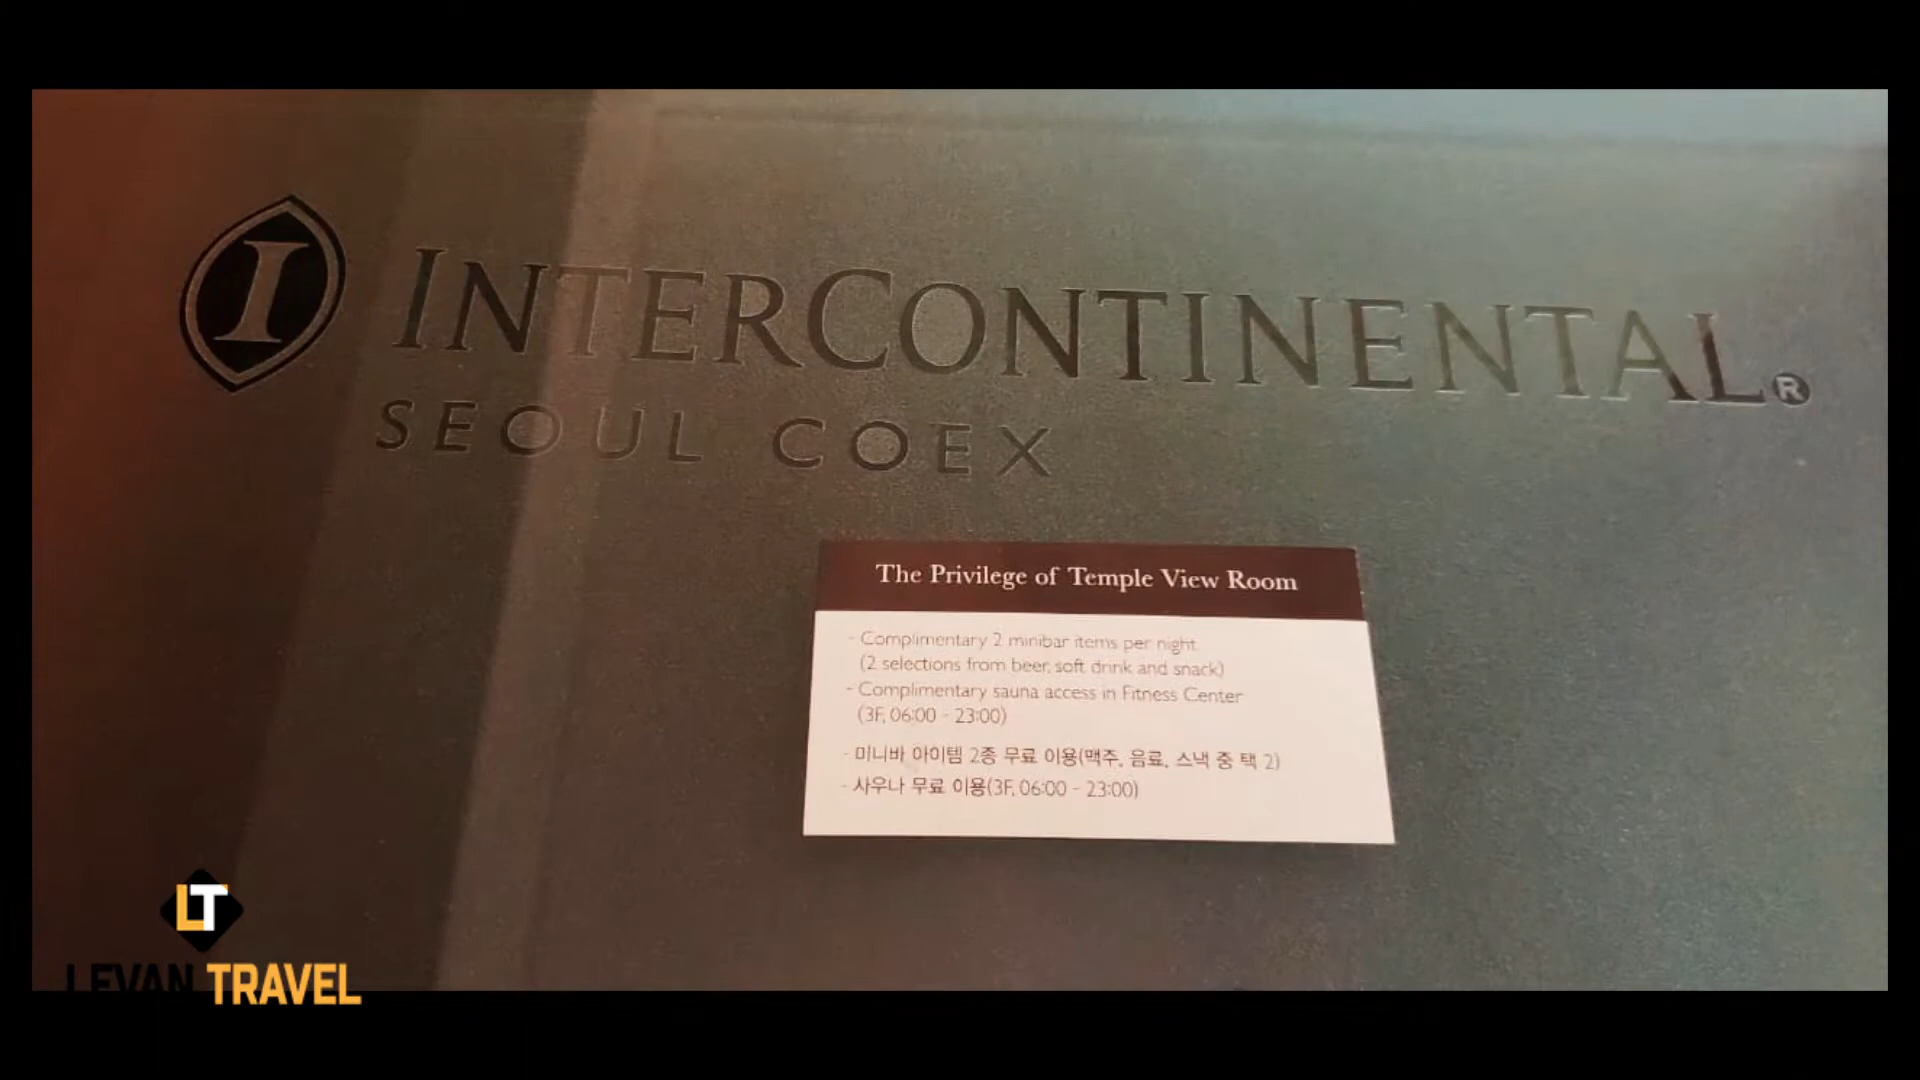 I INTERCONTINENTAL®
SEOUL COEX
The Privilege of Temple View Room
- Complimentary 2 minibar items per night
(2 selections from beer, soft drink and snack)
- Complimentary sauna access in Fitness Center
(3F, 06:00 - 23:00)
- 미니바 아이템 2종 무료 이용(맥주, 음료, 스낵 중 택 2)
- 사우나 무료 이용(3F, 06:00 - 23:00)
LT
LEVAN TRAVEL